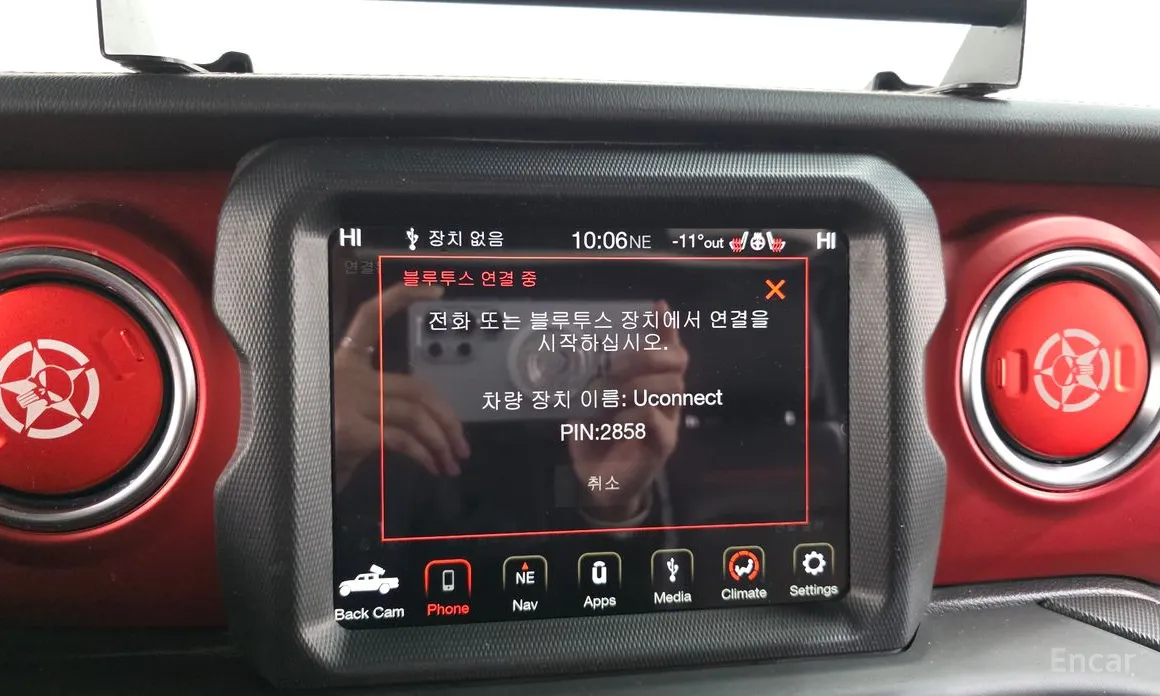 HI 장치 없음 10:06NE -11°out HI
연결
블루투스 연결 중
전화 또는 블루투스 장치에서 연결을
시작하십시오.
차량 장치 이름: Uconnect
PIN:2858
취소
NE
Back Cam Phone Nav Apps Media Climate Settings
Encar